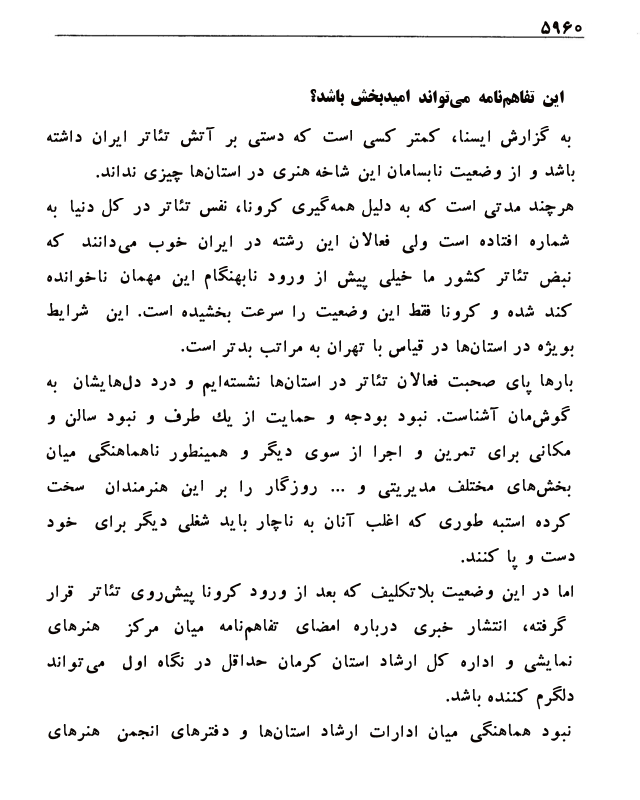 ۵۹۶۰
این تفاهم‌نامه می‌تواند امیدبخش باشد؟
به گزارش ایسنا، کمتر کسی است که دستی بر آتش تئاتر ایران داشته
باشد و از وضعیت نابسامان این شاخه هنری در استان‌ها چیزی نداند.
هرچند مدتی است که به دلیل همه‌گیری کرونا، نفس تئاتر در کل دنیا به
شماره افتاده است ولی فعالان این رشته در ایران خوب می‌دانند که
نبض تئاتر کشور ما خیلی پیش از ورود نابهنگام این مهمان ناخوانده
کند شده و کرونا فقط این وضعیت را سرعت بخشیده است. این شرایط
بویژه در استان‌ها در قیاس با تهران به مراتب بدتر است.
بارها پای صحبت فعالان تئاتر در استان‌ها نشسته‌ایم و درد دل‌هایشان به
گوش‌مان آشناست. نبود بودجه و حمایت از یك طرف و نبود سالن و
مکانی برای تمرین و اجرا از سوی دیگر و همینطور ناهماهنگی میان
بخش‌های مختلف مدیریتی و ... روزگار را بر این هنرمندان سخت
کرده استبه طوری که اغلب آنان به ناچار باید شغلی دیگر برای خود
دست و پا کنند.
اما در این وضعیت بلاتکلیف که بعد از ورود کرونا پیش‌روی تئاتر قرار
گرفته، انتشار خبری درباره امضای تفاهم‌نامه میان مرکز هنرهای
نمایشی و اداره کل ارشاد استان کرمان حداقل در نگاه اول می‌تواند
دلگرم کننده باشد.
نبود هماهنگی میان ادارات ارشاد استان‌ها و دفترهای انجمن هنرهای